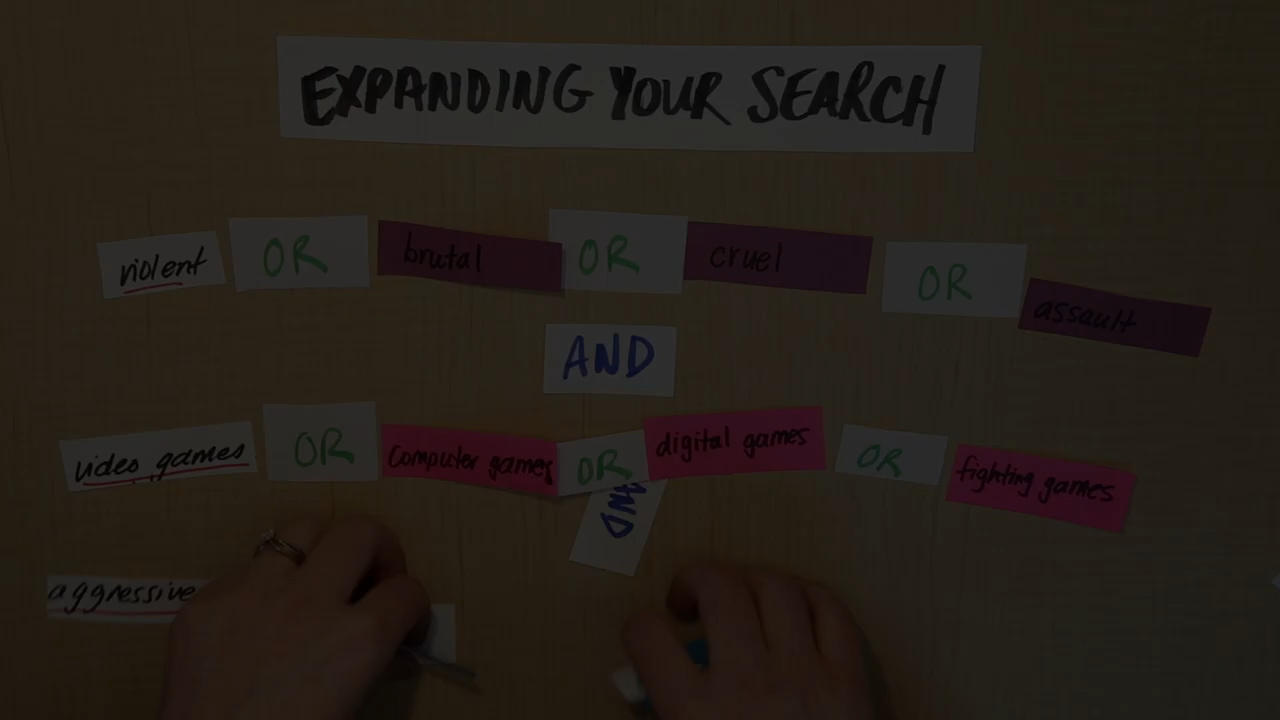 EXPANDING YOUR SEARCH
violent OR brutal OR cruel OR assault
AND
video games OR Computer games OR digital games OR fighting games
AND
aggressive